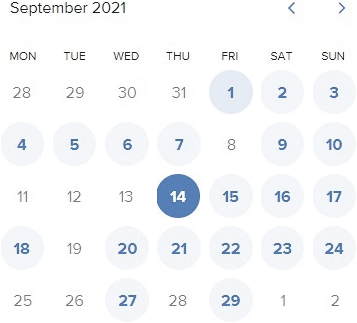 September 2021
MON TUE WED THU FRI SAT SUN
28 29 30 31 1 2 3
4 5 6 7 8 9 10
11 12 13 14 15 16 17
18 19 20 21 22 23 24
25 26 27 28 29 1 2